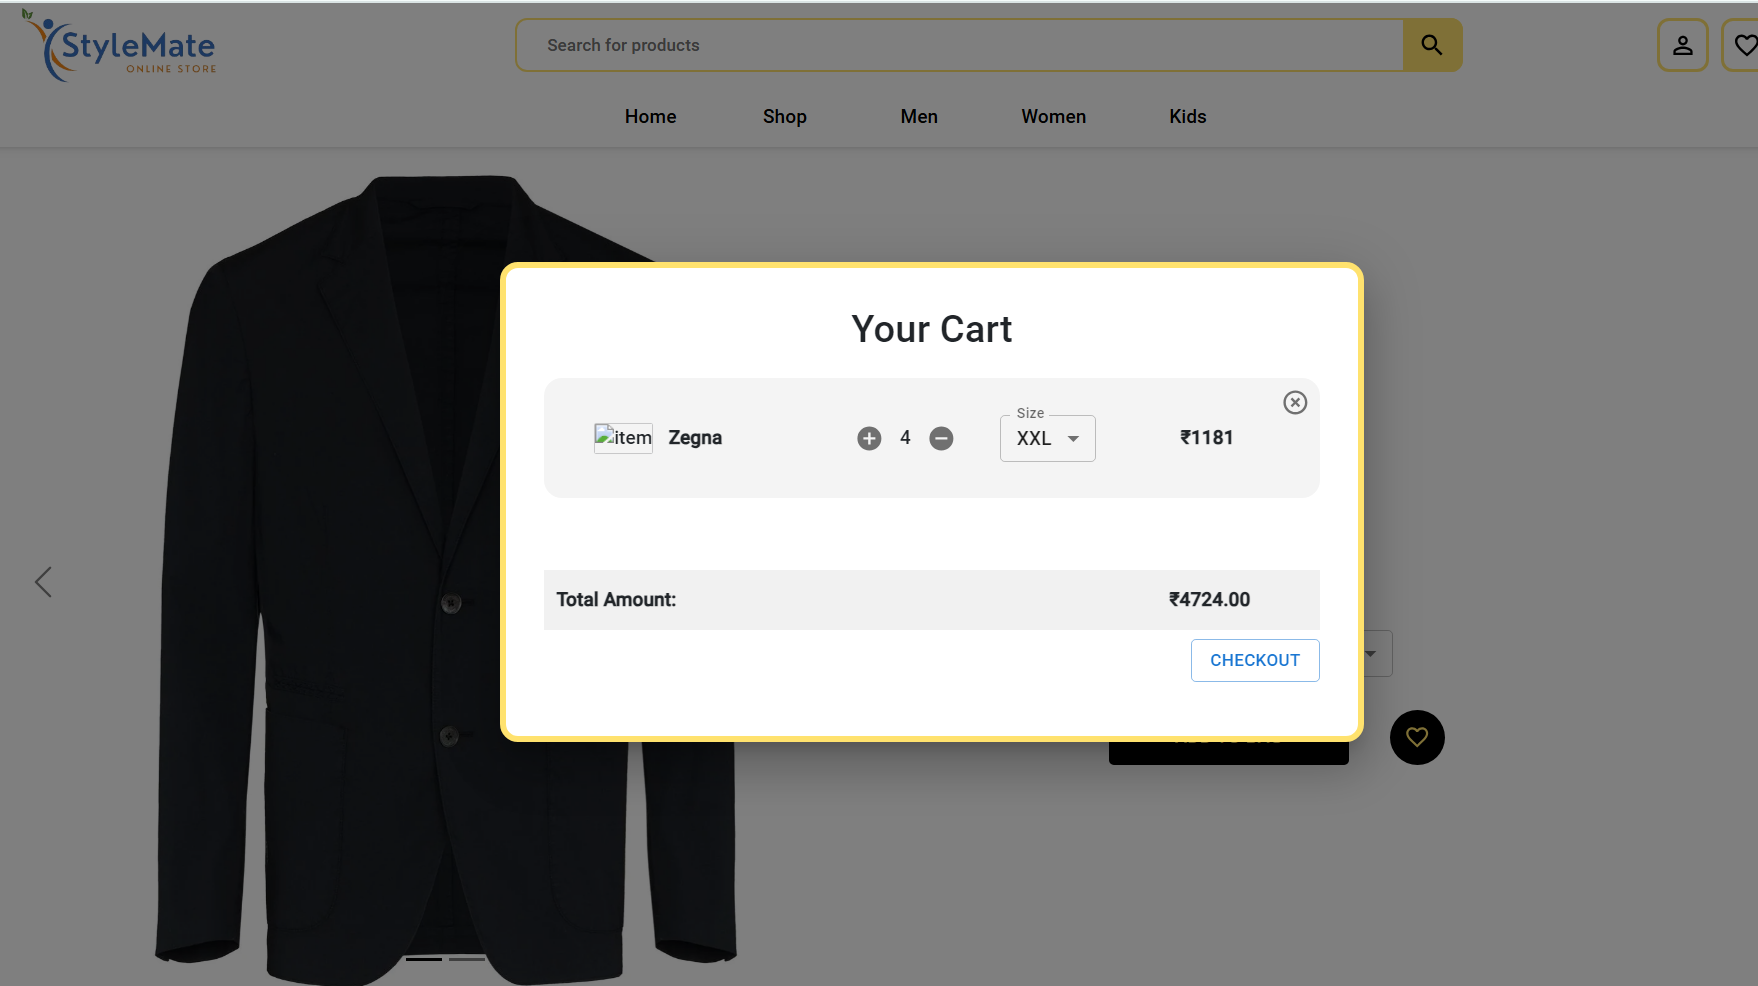 StyleMate
ONLINE STORE
Search for products
Home Shop Men Women Kids
Your Cart
item Zegna 4 Size XXL ₹1181
Total Amount: ₹4724.00
CHECKOUT